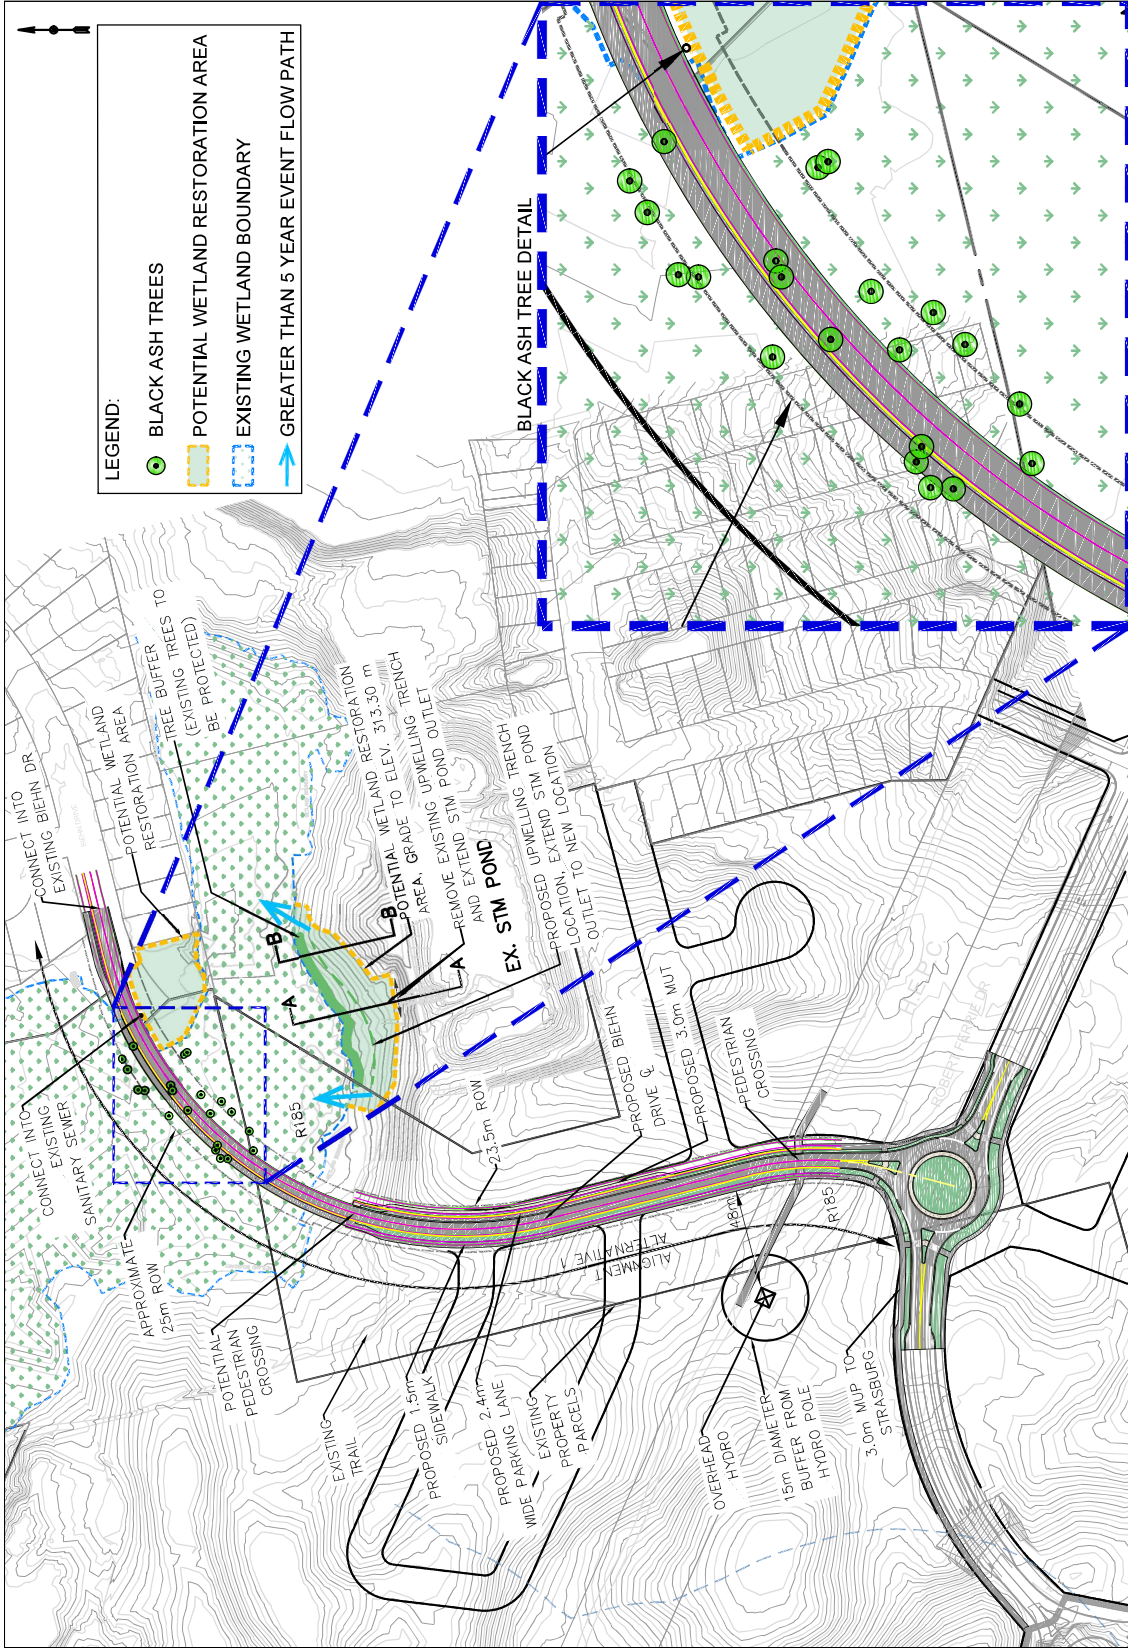 LEGEND:
BLACK ASH TREES
POTENTIAL WETLAND RESTORATION AREA
EXISTING WETLAND BOUNDARY
GREATER THAN 5 YEAR EVENT FLOW PATH
BLACK ASH TREE DETAIL
CONNECT INTO
EXISTING BIEHN DR
POTENTIAL WETLAND
RESTORATION AREA
TREE BUFFER
(EXISTING TREES TO
BE PROTECTED)
CONNECT INTO
EXISTING
SANITARY SEWER
APPROXIMATE
25m ROW
POTENTIAL
PEDESTRIAN
CROSSING
R185
B
B
A
A
POTENTIAL WETLAND RESTORATION
AREA, GRADE TO ELEV. 313.30 m
REMOVE EXISTING UPWELLING TRENCH
AND EXTEND STM POND OUTLET
EX. STM POND
PROPOSED UPWELLING TRENCH
LOCATION, EXTEND STM POND
OUTLET TO NEW LOCATION
23.5m ROW
PROPOSED BIEHN
DRIVE ℄
PROPOSED 3.0m MUT
PEDESTRIAN
CROSSING
EXISTING
TRAIL
PROPOSED 1.5m
SIDEWALK
PROPOSED 2.4m
WIDE PARKING LANE
EXISTING
PROPERTY
PARCELS
ALIGNMENT
ALTERNATIVE 1
48m
R185
OVERHEAD
HYDRO
15m DIAMETER
BUFFER FROM
HYDRO POLE
3.0m MUP TO
STRASBURG